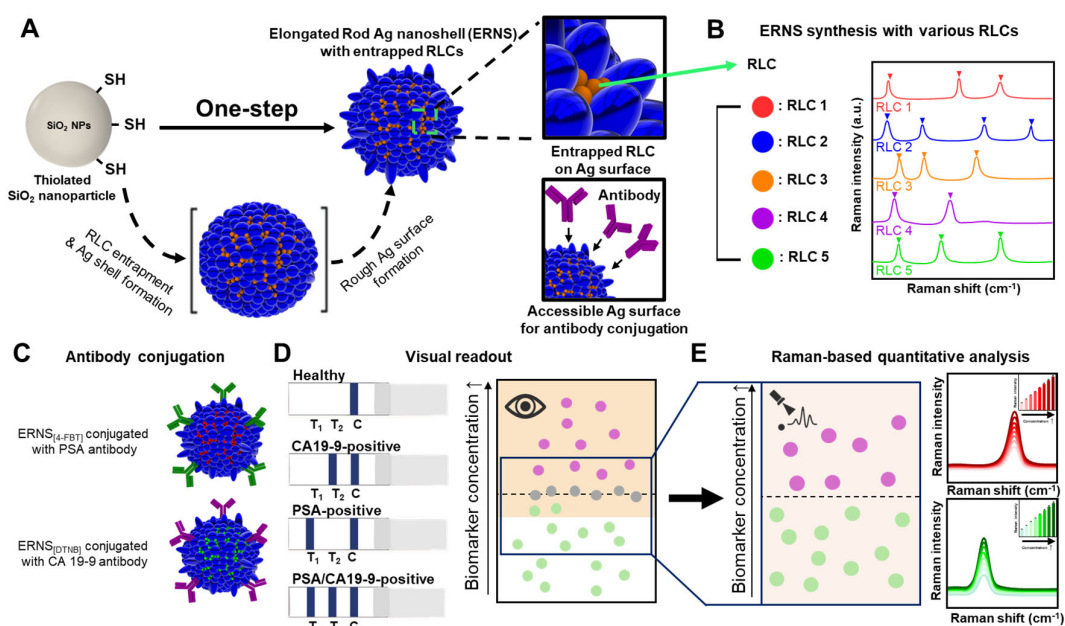 A
Elongated Rod Ag nanoshell (ERNS)
with entrapped RLCs
SH
SiO₂ NPs
SH
SH
Thiolated
SiO₂ nanoparticle
One-step
RLC entrapment
& Ag shell formation
Rough Ag surface
formation
Entrapped RLC
on Ag surface
Antibody
Accessible Ag surface
for antibody conjugation
B
ERNS synthesis with various RLCs
RLC
: RLC 1
: RLC 2
: RLC 3
: RLC 4
: RLC 5
Raman intensity (a.u.)
RLC 1
RLC 2
RLC 3
RLC 4
RLC 5
Raman shift (cm⁻¹)
C
Antibody conjugation
ERNS[4-FBT] conjugated
with PSA antibody
ERNS[DTNB] conjugated
with CA 19-9 antibody
D
Visual readout
Healthy
T₁ T₂ C
CA19-9-positive
T₁ T₂ C
PSA-positive
T₁ T₂ C
PSA/CA19-9-positive
T T C
Biomarker concentration →
E
Raman-based quantitative analysis
Biomarker concentration →
Raman intensity
Raman intensity
Concentration
Raman shift (cm⁻¹)
Raman intensity
Raman intensity
Concentration
Raman shift (cm⁻¹)